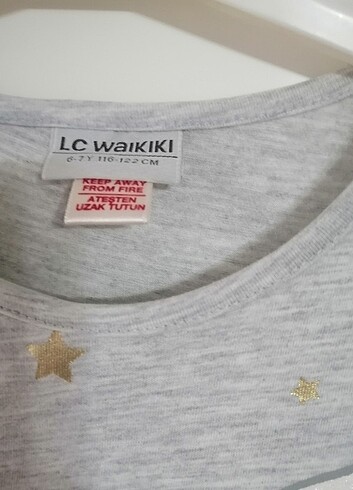 LC WAIKIKI
6-7 Y 116-122 CM
KEEP AWAY
FROM FIRE
ATEŞTEN
UZAK TUTUN